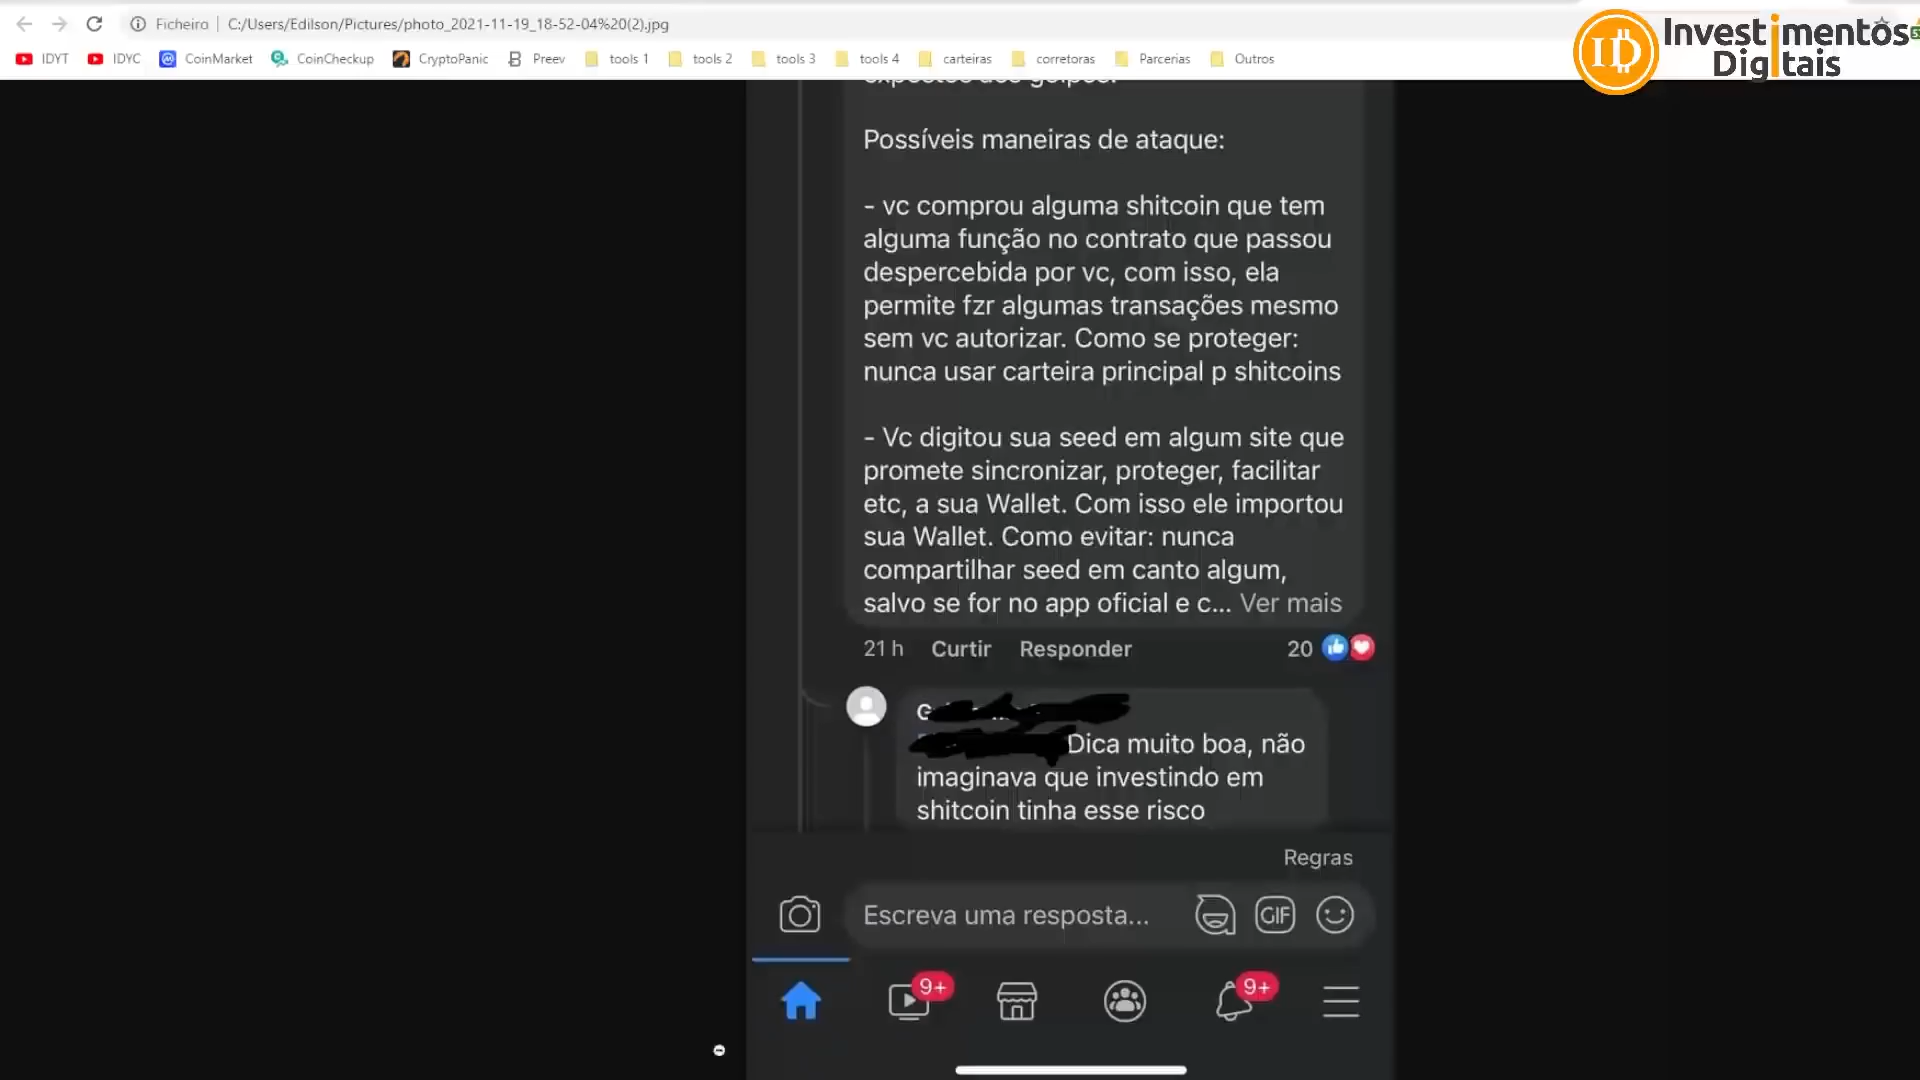 Ficheiro
C:/Users/Edilson/Pictures/photo_2021-11-19_18-52-04%20(2).jpg
IDYT
IDYC
CoinMarket
CoinCheckup
CryptoPanic
Preev
tools 1
tools 2
tools 3
tools 4
carteiras
corretoras
Parcerias
Outros
ID
Investimentos
Digitais
expostos aos golpes.
Possíveis maneiras de ataque:
- vc comprou alguma shitcoin que tem
alguma função no contrato que passou
despercebida por vc, com isso, ela
permite fzr algumas transações mesmo
sem vc autorizar. Como se proteger:
nunca usar carteira principal p shitcoins
- Vc digitou sua seed em algum site que
promete sincronizar, proteger, facilitar
etc, a sua Wallet. Com isso ele importou
sua Wallet. Como evitar: nunca
compartilhar seed em canto algum,
salvo se for no app oficial e c... Ver mais
21 h Curtir Responder 20
Dica muito boa, não
imaginava que investindo em
shitcoin tinha esse risco
Regras
Escreva uma resposta...
GIF
9+
9+